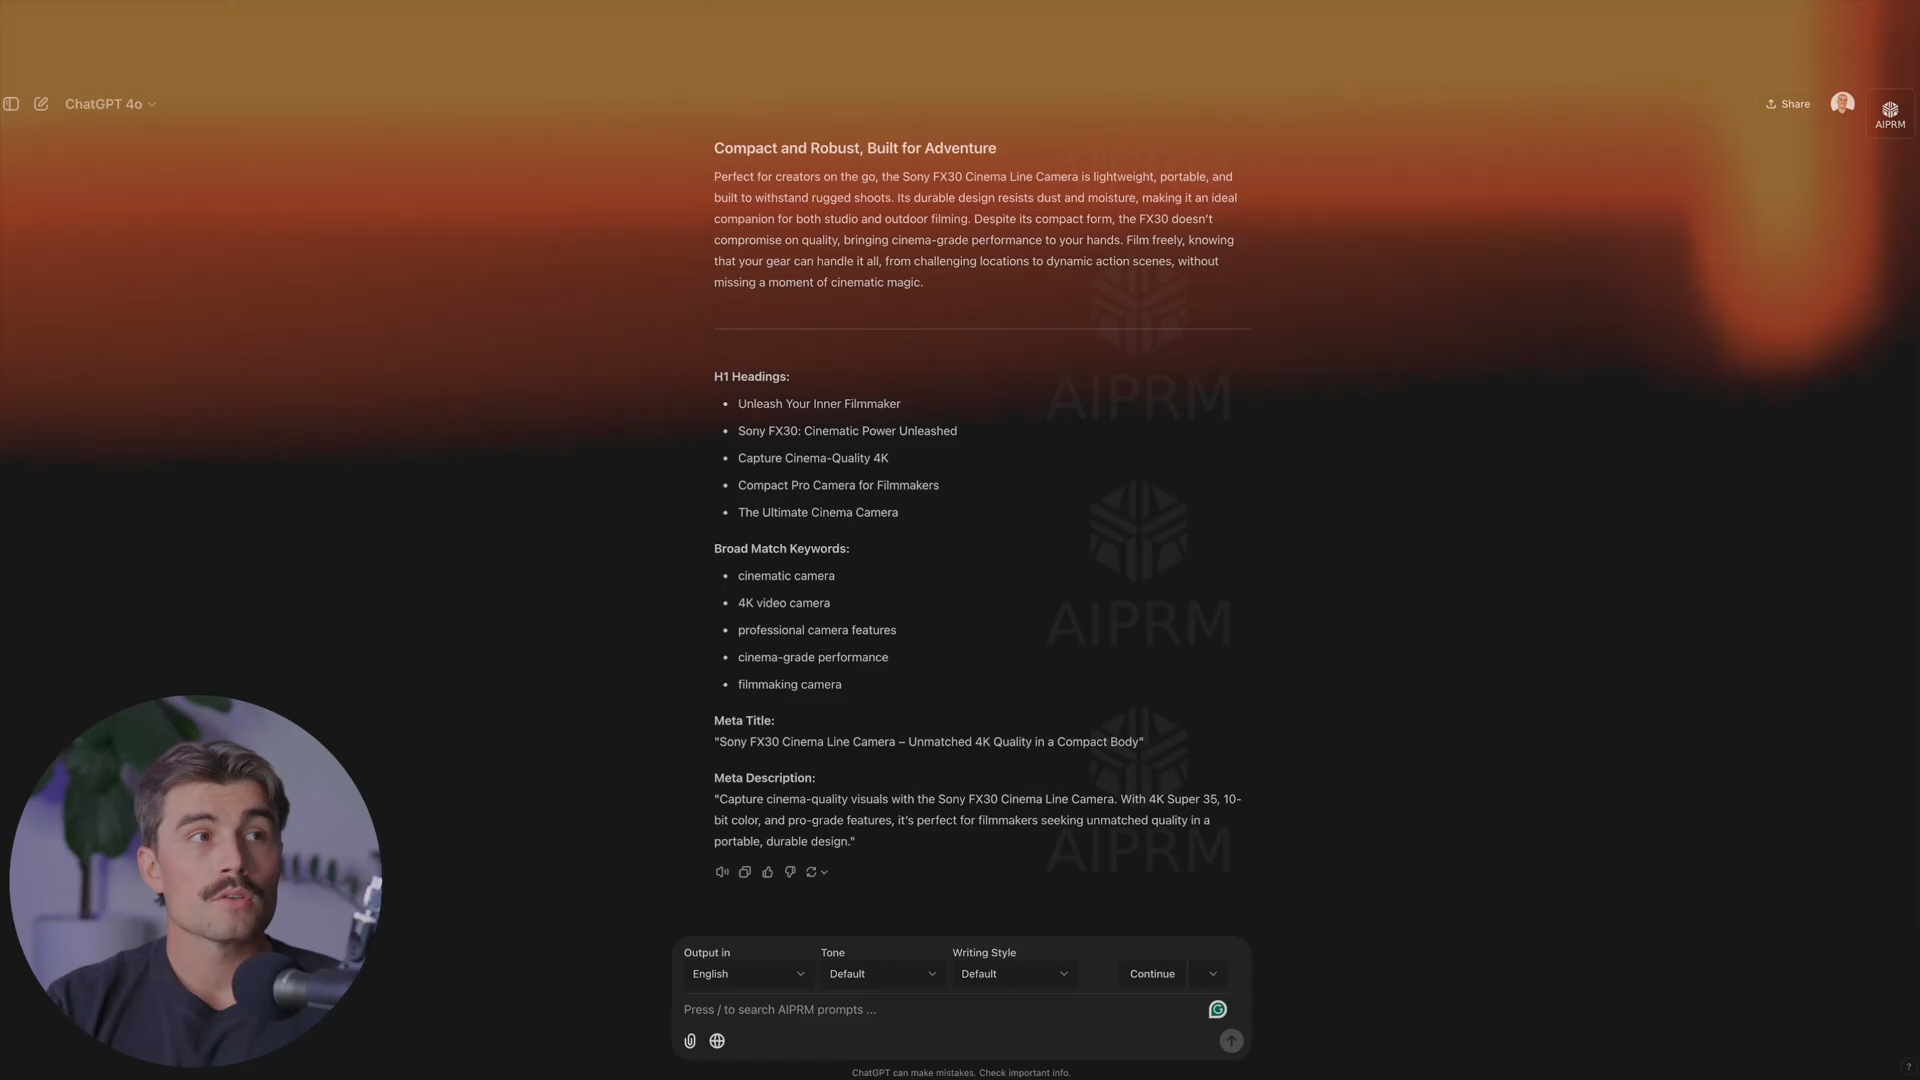 ChatGPT 4o
Share
AIPRM
Compact and Robust, Built for Adventure
Perfect for creators on the go, the Sony FX30 Cinema Line Camera is lightweight, portable, and
built to withstand rugged shoots. Its durable design resists dust and moisture, making it an ideal
companion for both studio and outdoor filming. Despite its compact form, the FX30 doesn't
compromise on quality, bringing cinema-grade performance to your hands. Film freely, knowing
that your gear can handle it all, from challenging locations to dynamic action scenes, without
missing a moment of cinematic magic.
AIPRM
H1 Headings:
• Unleash Your Inner Filmmaker
• Sony FX30: Cinematic Power Unleashed
• Capture Cinema-Quality 4K
• Compact Pro Camera for Filmmakers
• The Ultimate Cinema Camera
Broad Match Keywords:
• cinematic camera
• 4K video camera
• professional camera features
• cinema-grade performance
• filmmaking camera
AIPRM
Meta Title:
"Sony FX30 Cinema Line Camera – Unmatched 4K Quality in a Compact Body"
Meta Description:
"Capture cinema-quality visuals with the Sony FX30 Cinema Line Camera. With 4K Super 35, 10-
bit color, and pro-grade features, it's perfect for filmmakers seeking unmatched quality in a
portable, durable design."
AIPRM
Output in
Tone
Writing Style
English
Default
Default
Continue
Press / to search AIPRM prompts ...
ChatGPT can make mistakes. Check important info.
?